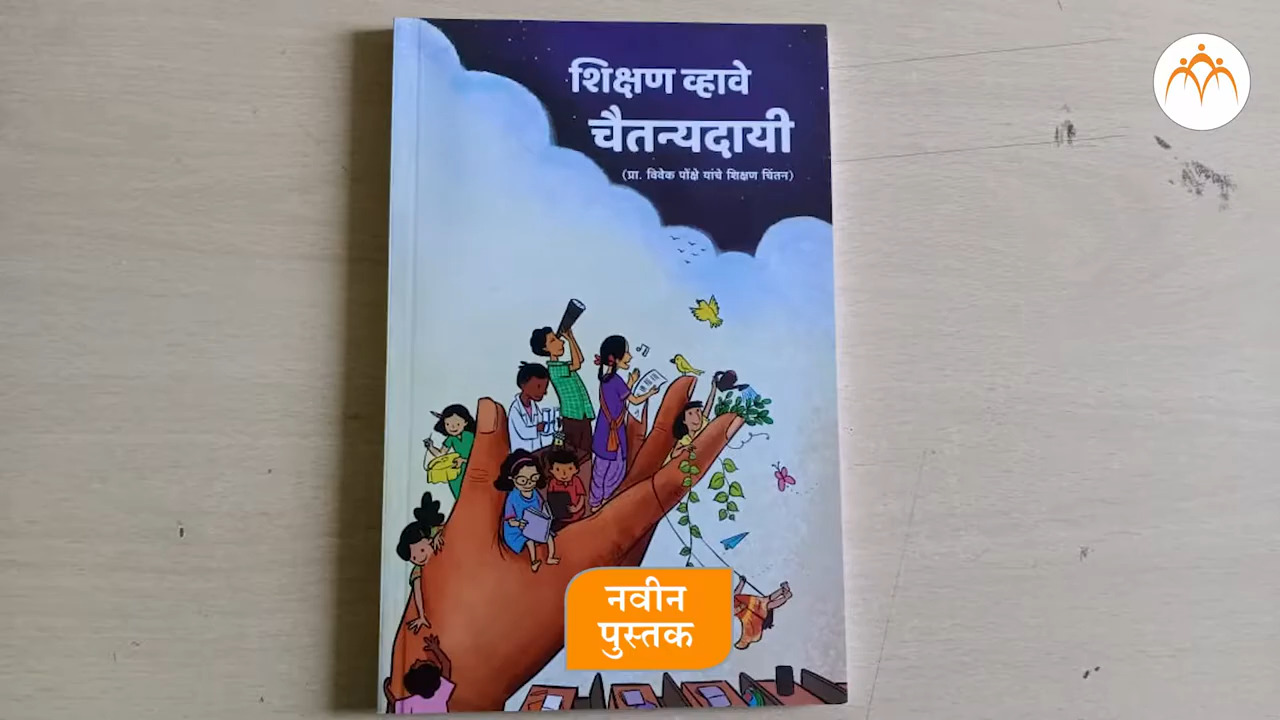 शिक्षण व्हावे
चैतन्यदायी
(प्रा. विवेक पोंक्षे यांचे शिक्षण चिंतन)
नवीन
पुस्तक